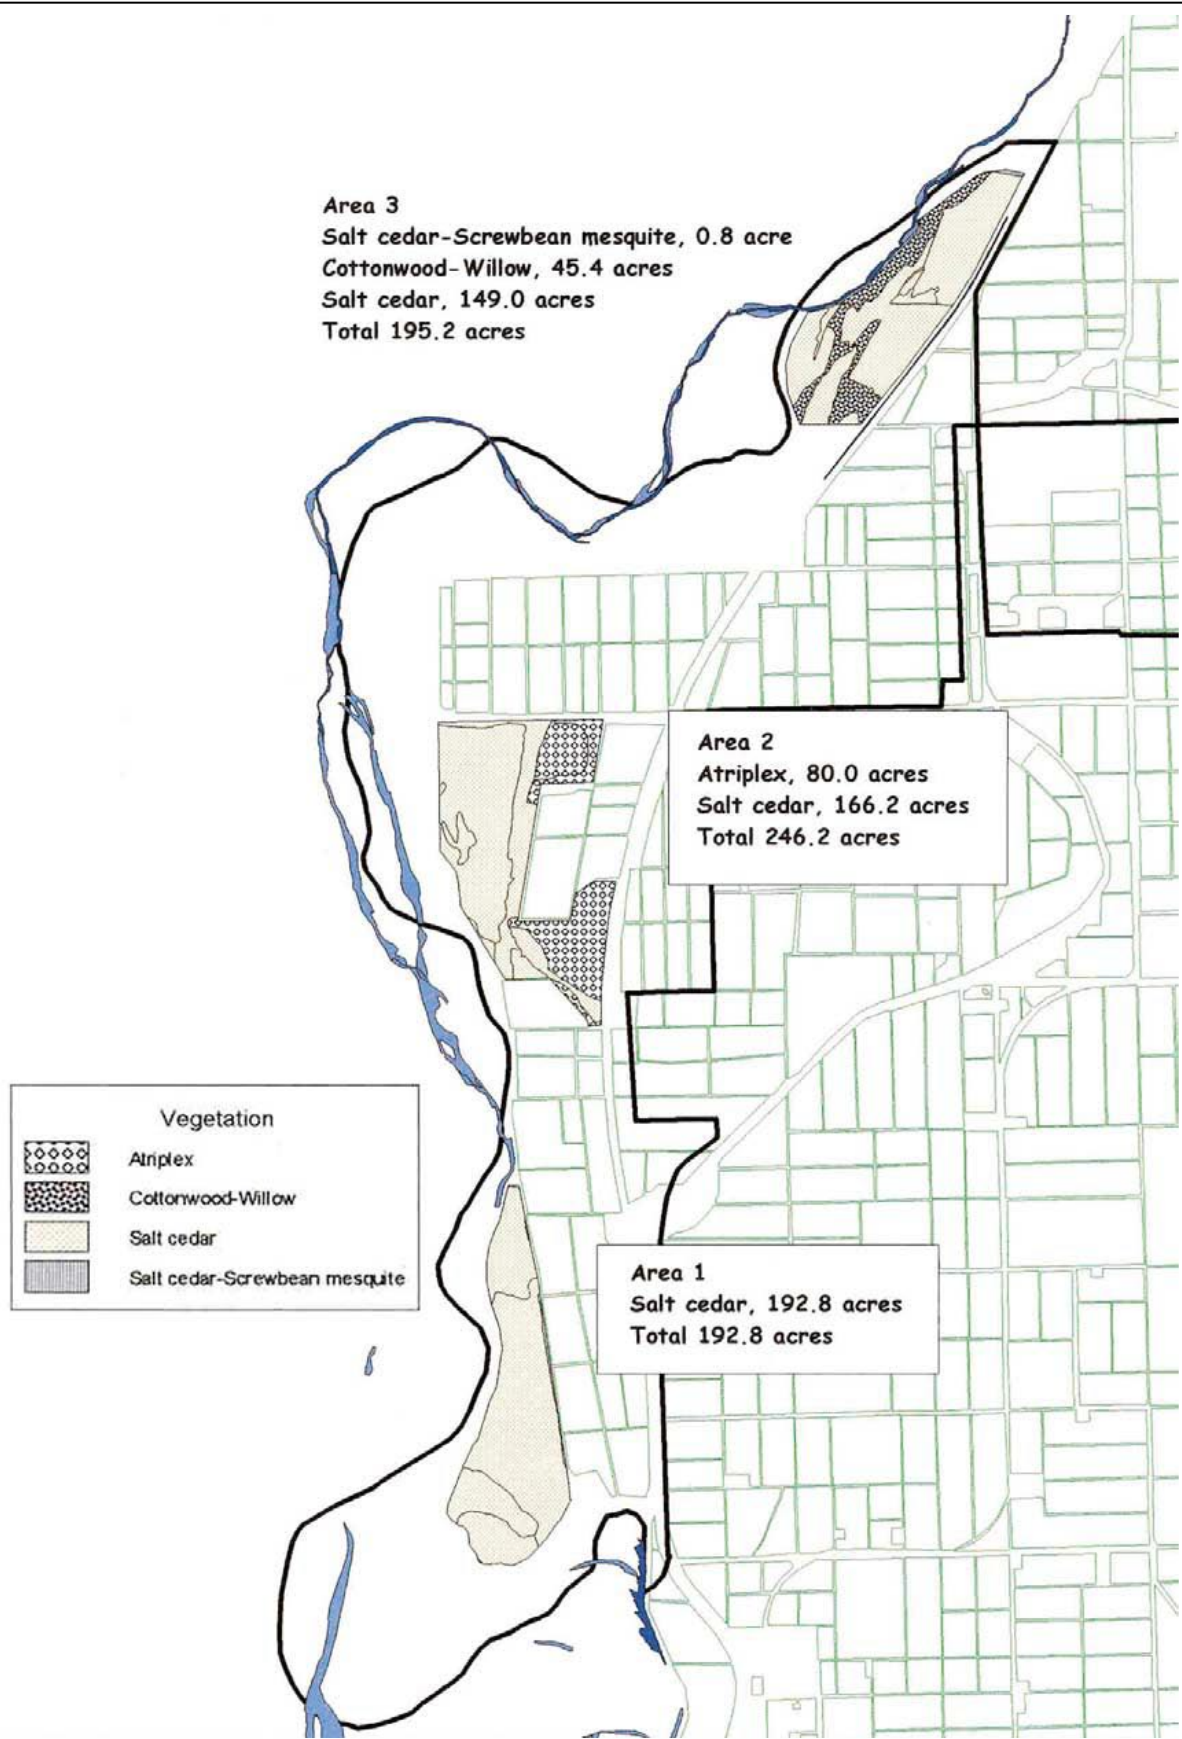 Area 3
Salt cedar-Screwbean mesquite, 0.8 acre
Cottonwood-Willow, 45.4 acres
Salt cedar, 149.0 acres
Total 195.2 acres
Area 2
Atriplex, 80.0 acres
Salt cedar, 166.2 acres
Total 246.2 acres
Vegetation
Atriplex
Cottonwood-Willow
Salt cedar
Salt cedar-Screwbean mesquite
Area 1
Salt cedar, 192.8 acres
Total 192.8 acres